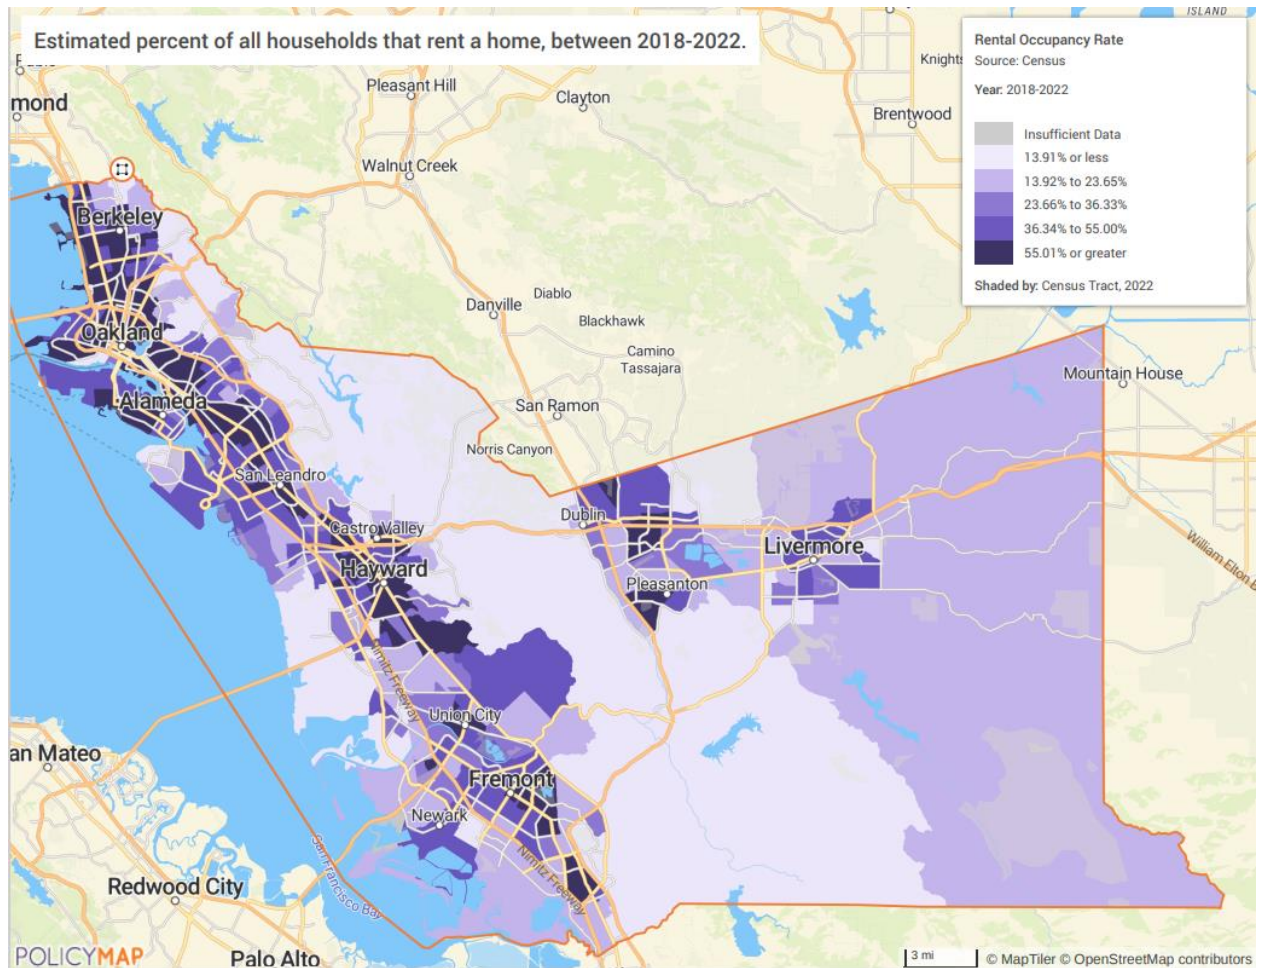 Estimated percent of all households that rent a home, between 2018-2022.
ISLAND
Rental Occupancy Rate
Source: Census
Year: 2018-2022
Insufficient Data
13.91% or less
13.92% to 23.65%
23.66% to 36.33%
36.34% to 55.00%
55.01% or greater
Shaded by: Census Tract, 2022
Knights
Pleasant Hill
Clayton
mond
Brentwood
Walnut Creek
Berkeley
Danville
Diablo
Blackhawk
Oakland
Camino
Tassajara
Mountain House
Alameda
San Ramon
Norris Canyon
San Leandro
Dublin
Castro Valley
Livermore
Hayward
Pleasanton
William Elton B
Nimitz Freeway
Union City
an Mateo
Fremont
Newark
Nimitz Freeway
San Francisco Bay
Redwood City
Palo Alto
POLICYMAP
3 mi
© MapTiler © OpenStreetMap contributors